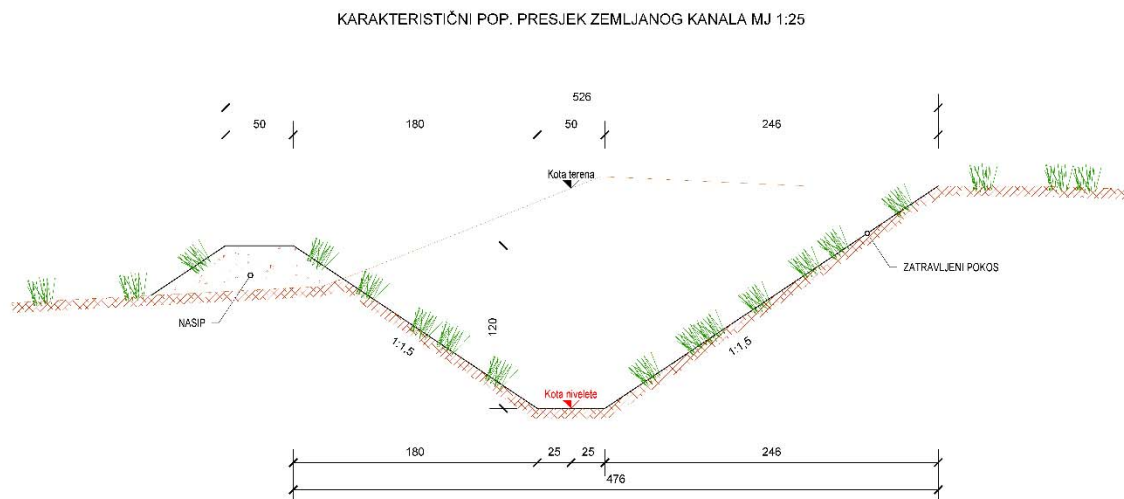 KARAKTERISTIČNI POP. PRESJEK ZEMLJANOG KANALA MJ 1:25
526
50
180
50
246
Kota terena
ZATRAVLJENI POKOS
NASIP
120
1:1,5
1:1,5
Kota nivelete
180
25
25
246
476